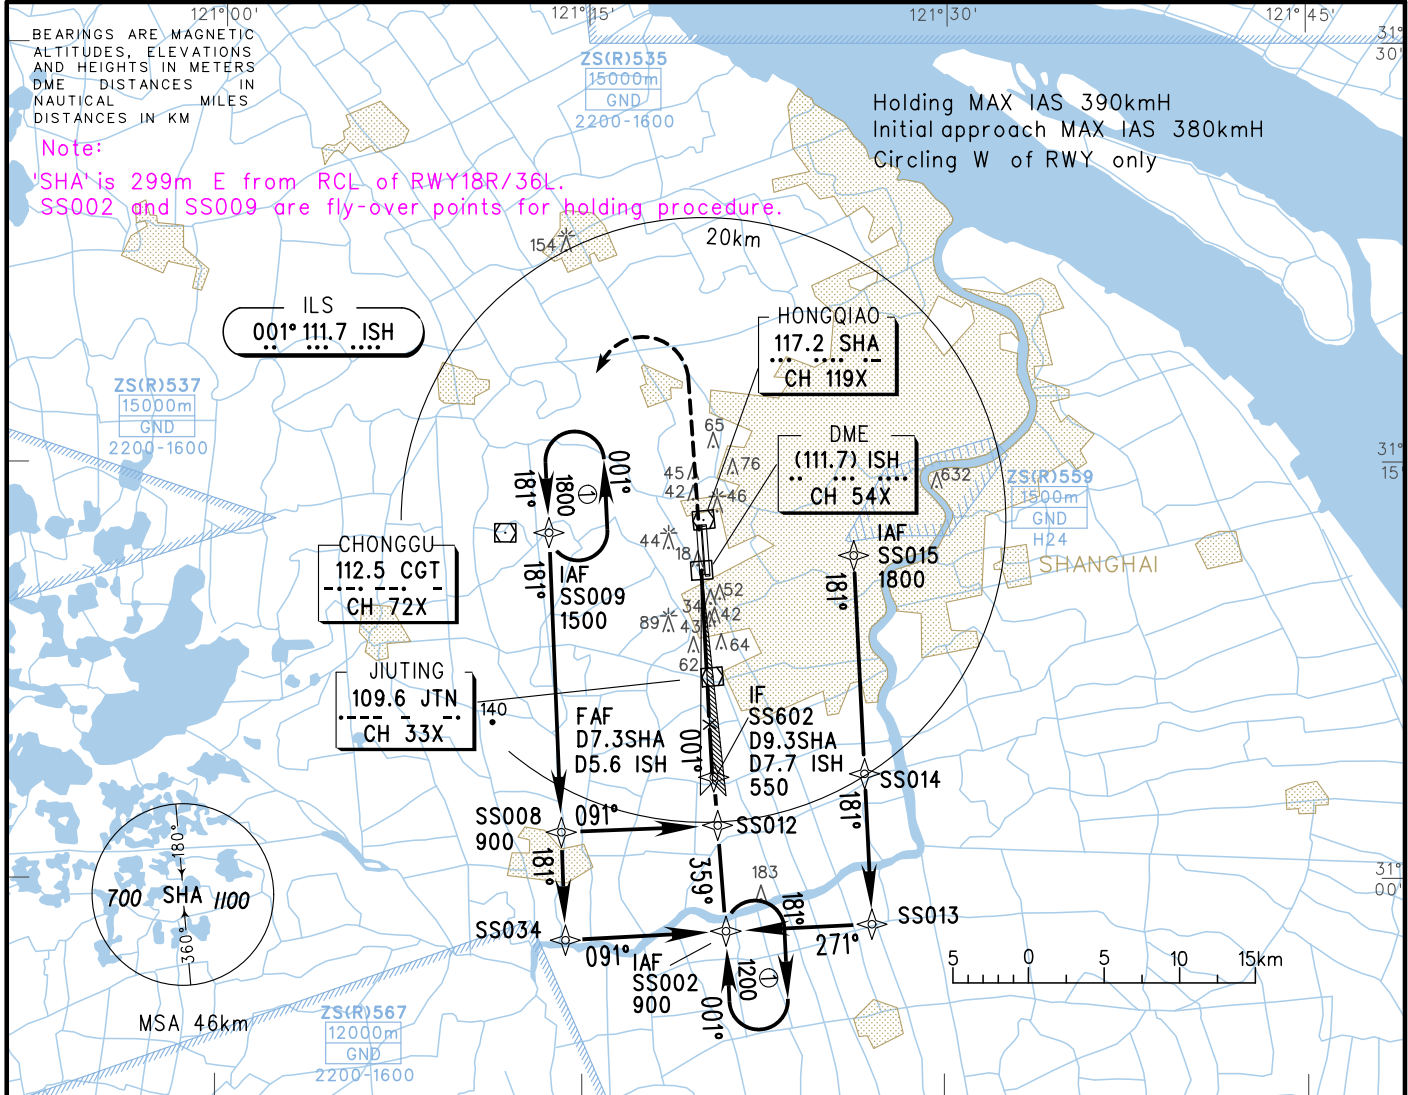 121°00'
121°15'
121°30'
121°45'
31°
30'
BEARINGS ARE MAGNETIC
ALTITUDES, ELEVATIONS
AND HEIGHTS IN METERS
DME DISTANCES IN
NAUTICAL MILES
DISTANCES IN KM
Note:
'SHA' is 299m E from RCL of RWY18R/36L.
SS002 and SS009 are fly-over points for holding procedure.
ZS(R)535
15000m
GND
2200-1600
Holding MAX IAS 390kmH
Initial approach MAX IAS 380kmH
Circling W of RWY only
20km
154
ILS
001° 111.7 ISH
HONGQIAO
117.2 SHA
CH 119X
ZS(R)537
15000m
GND
2200-1600
DME
(111.7) ISH
CH 54X
65
76
45
42
46
44
18
632
31°
15'
ZS(R)559
1500m
GND
H24
SHANGHAI
181°
1800
①
001°
CHONGGU
112.5 CGT
CH 72X
181°
IAF
SS009
1500
IAF
SS015
1800
181°
52
34
42
89
43
64
62
JIUTING
109.6 JTN
CH 33X
140
FAF
D7.3SHA
D5.6 ISH
001°
IF
SS602
D9.3SHA
D7.7 ISH
550
SS014
181°
SS008
900
091°
SS012
181°
359°
183
181°
31°
00'
180°
700 SHA 1100
360°
MSA 46km
SS034
091°
IAF
SS002
900
1200
①
001°
271°
SS013
5 0 5 10 15km
ZS(R)567
12000m
GND
2200-1600